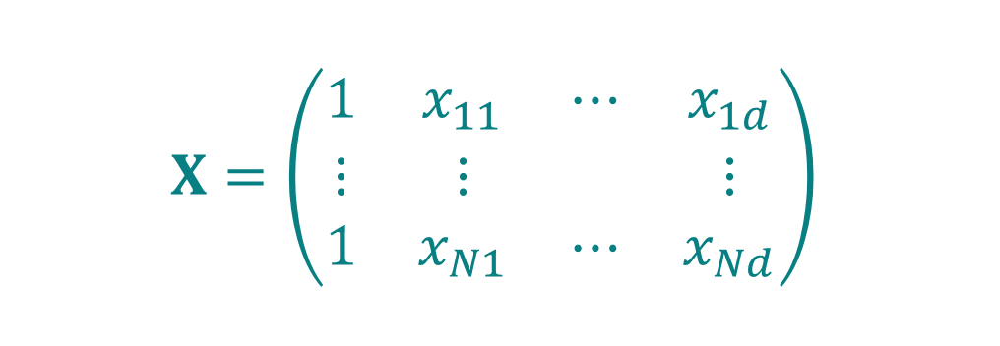 1 x₁₁ ⋯ x₁d
𝐗 = ⋮ ⋮ ⋮
1 x_N1 ⋯ x_Nd